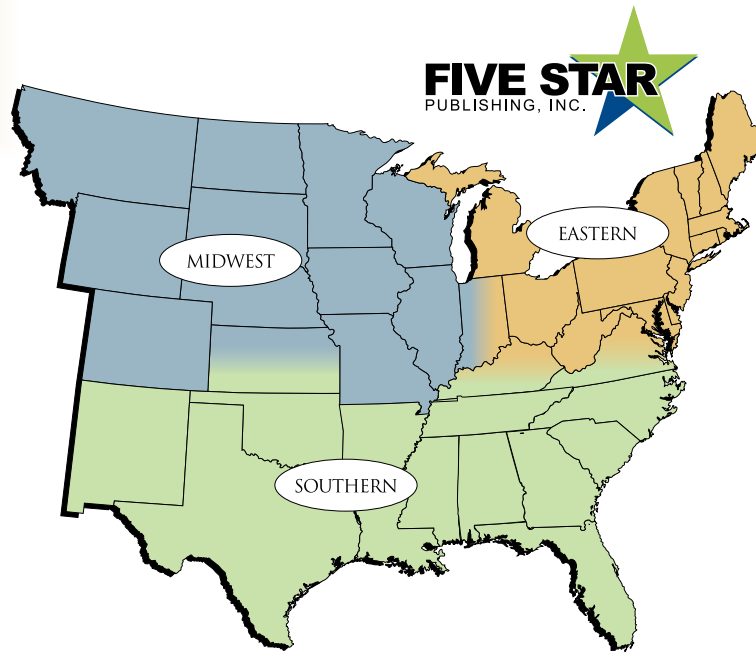 FIVE STAR
PUBLISHING, INC.
EASTERN
MIDWEST
SOUTHERN